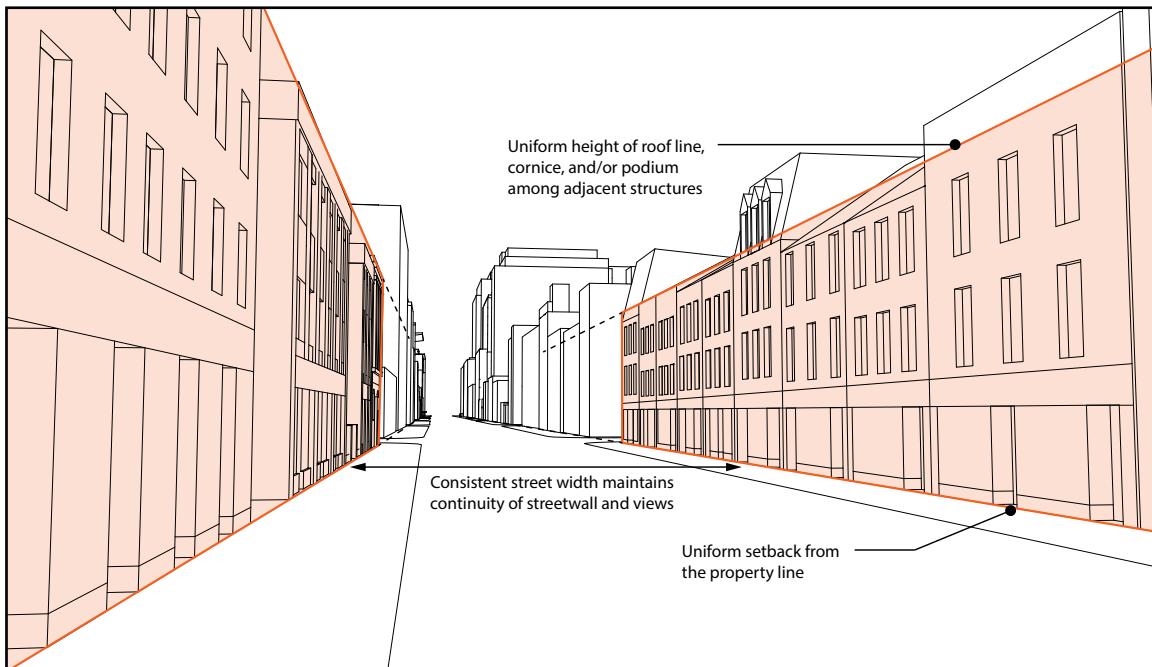 Uniform height of roof line,
cornice, and/or podium
among adjacent structures
Consistent street width maintains
continuity of streetwall and views
Uniform setback from
the property line